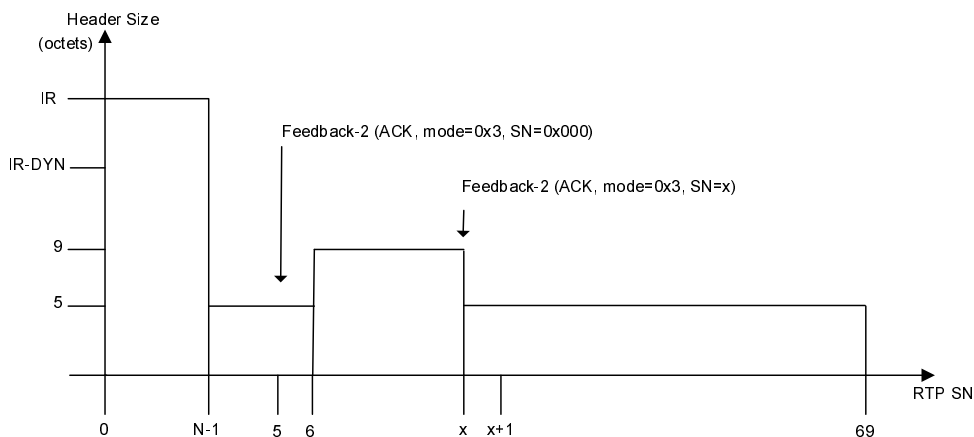 Header Size
(octets)
IR
Feedback-2 (ACK, mode=0x3, SN=0x000)
IR-DYN
Feedback-2 (ACK, mode=0x3, SN=x)
9
5
RTP SN
0
N-1
5
6
x
x+1
69